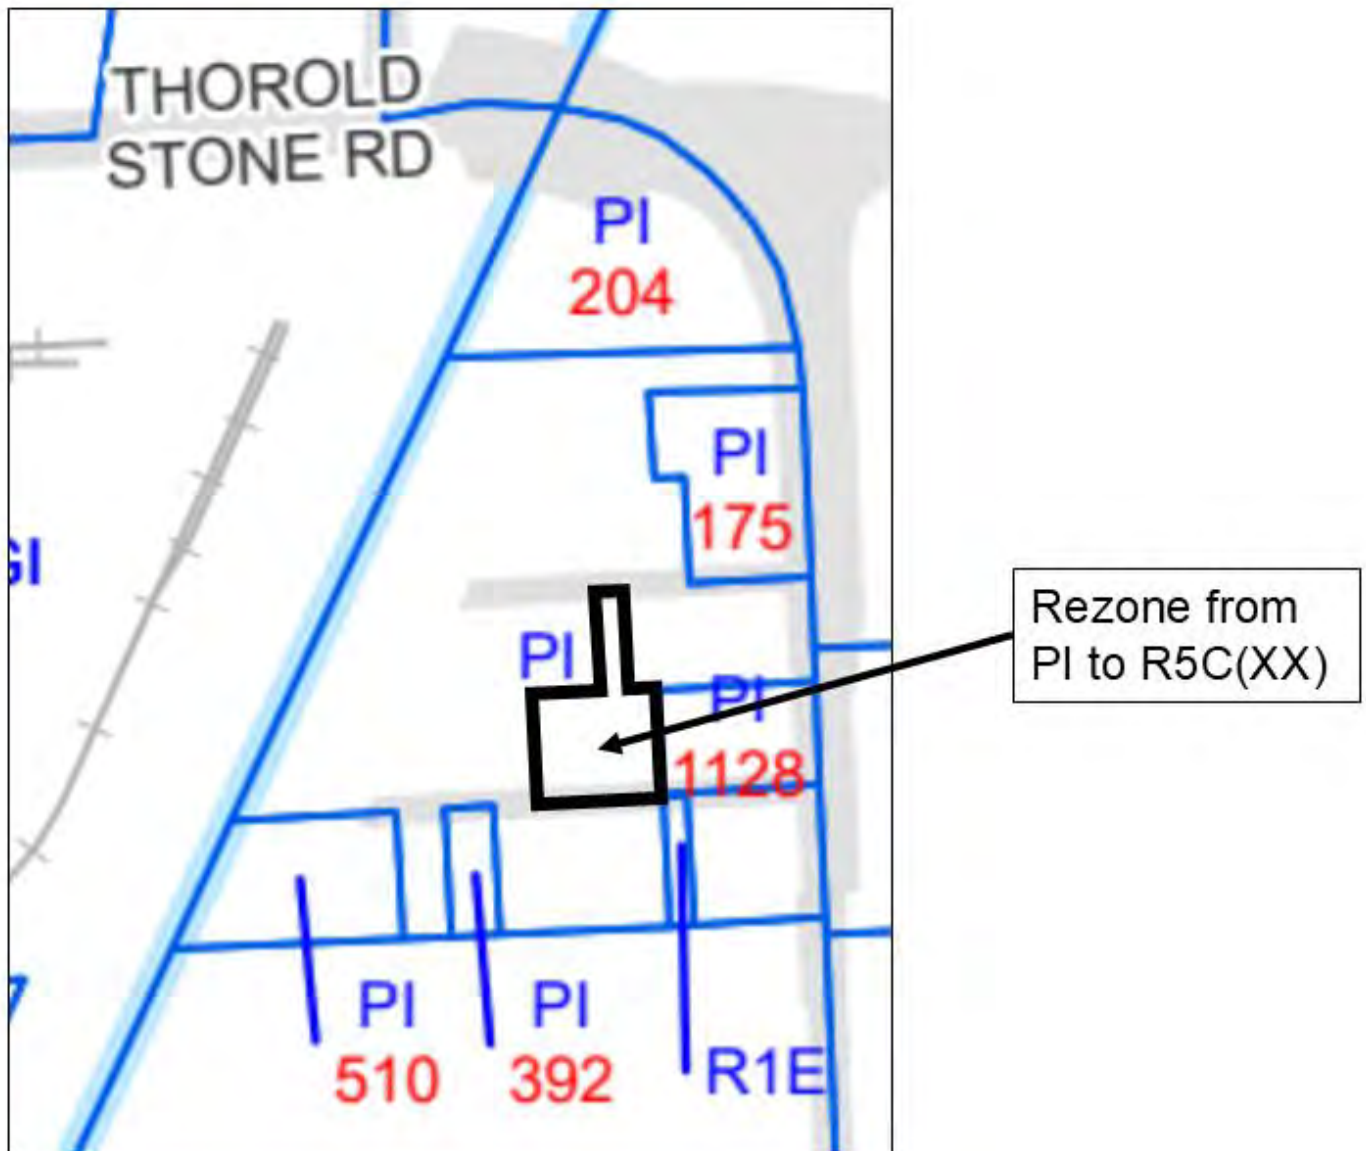 THOROLD
STONE RD
PI
204
PI
175
GI
PI
PI
1128
Rezone from
PI to R5C(XX)
PI
510
PI
392
R1E